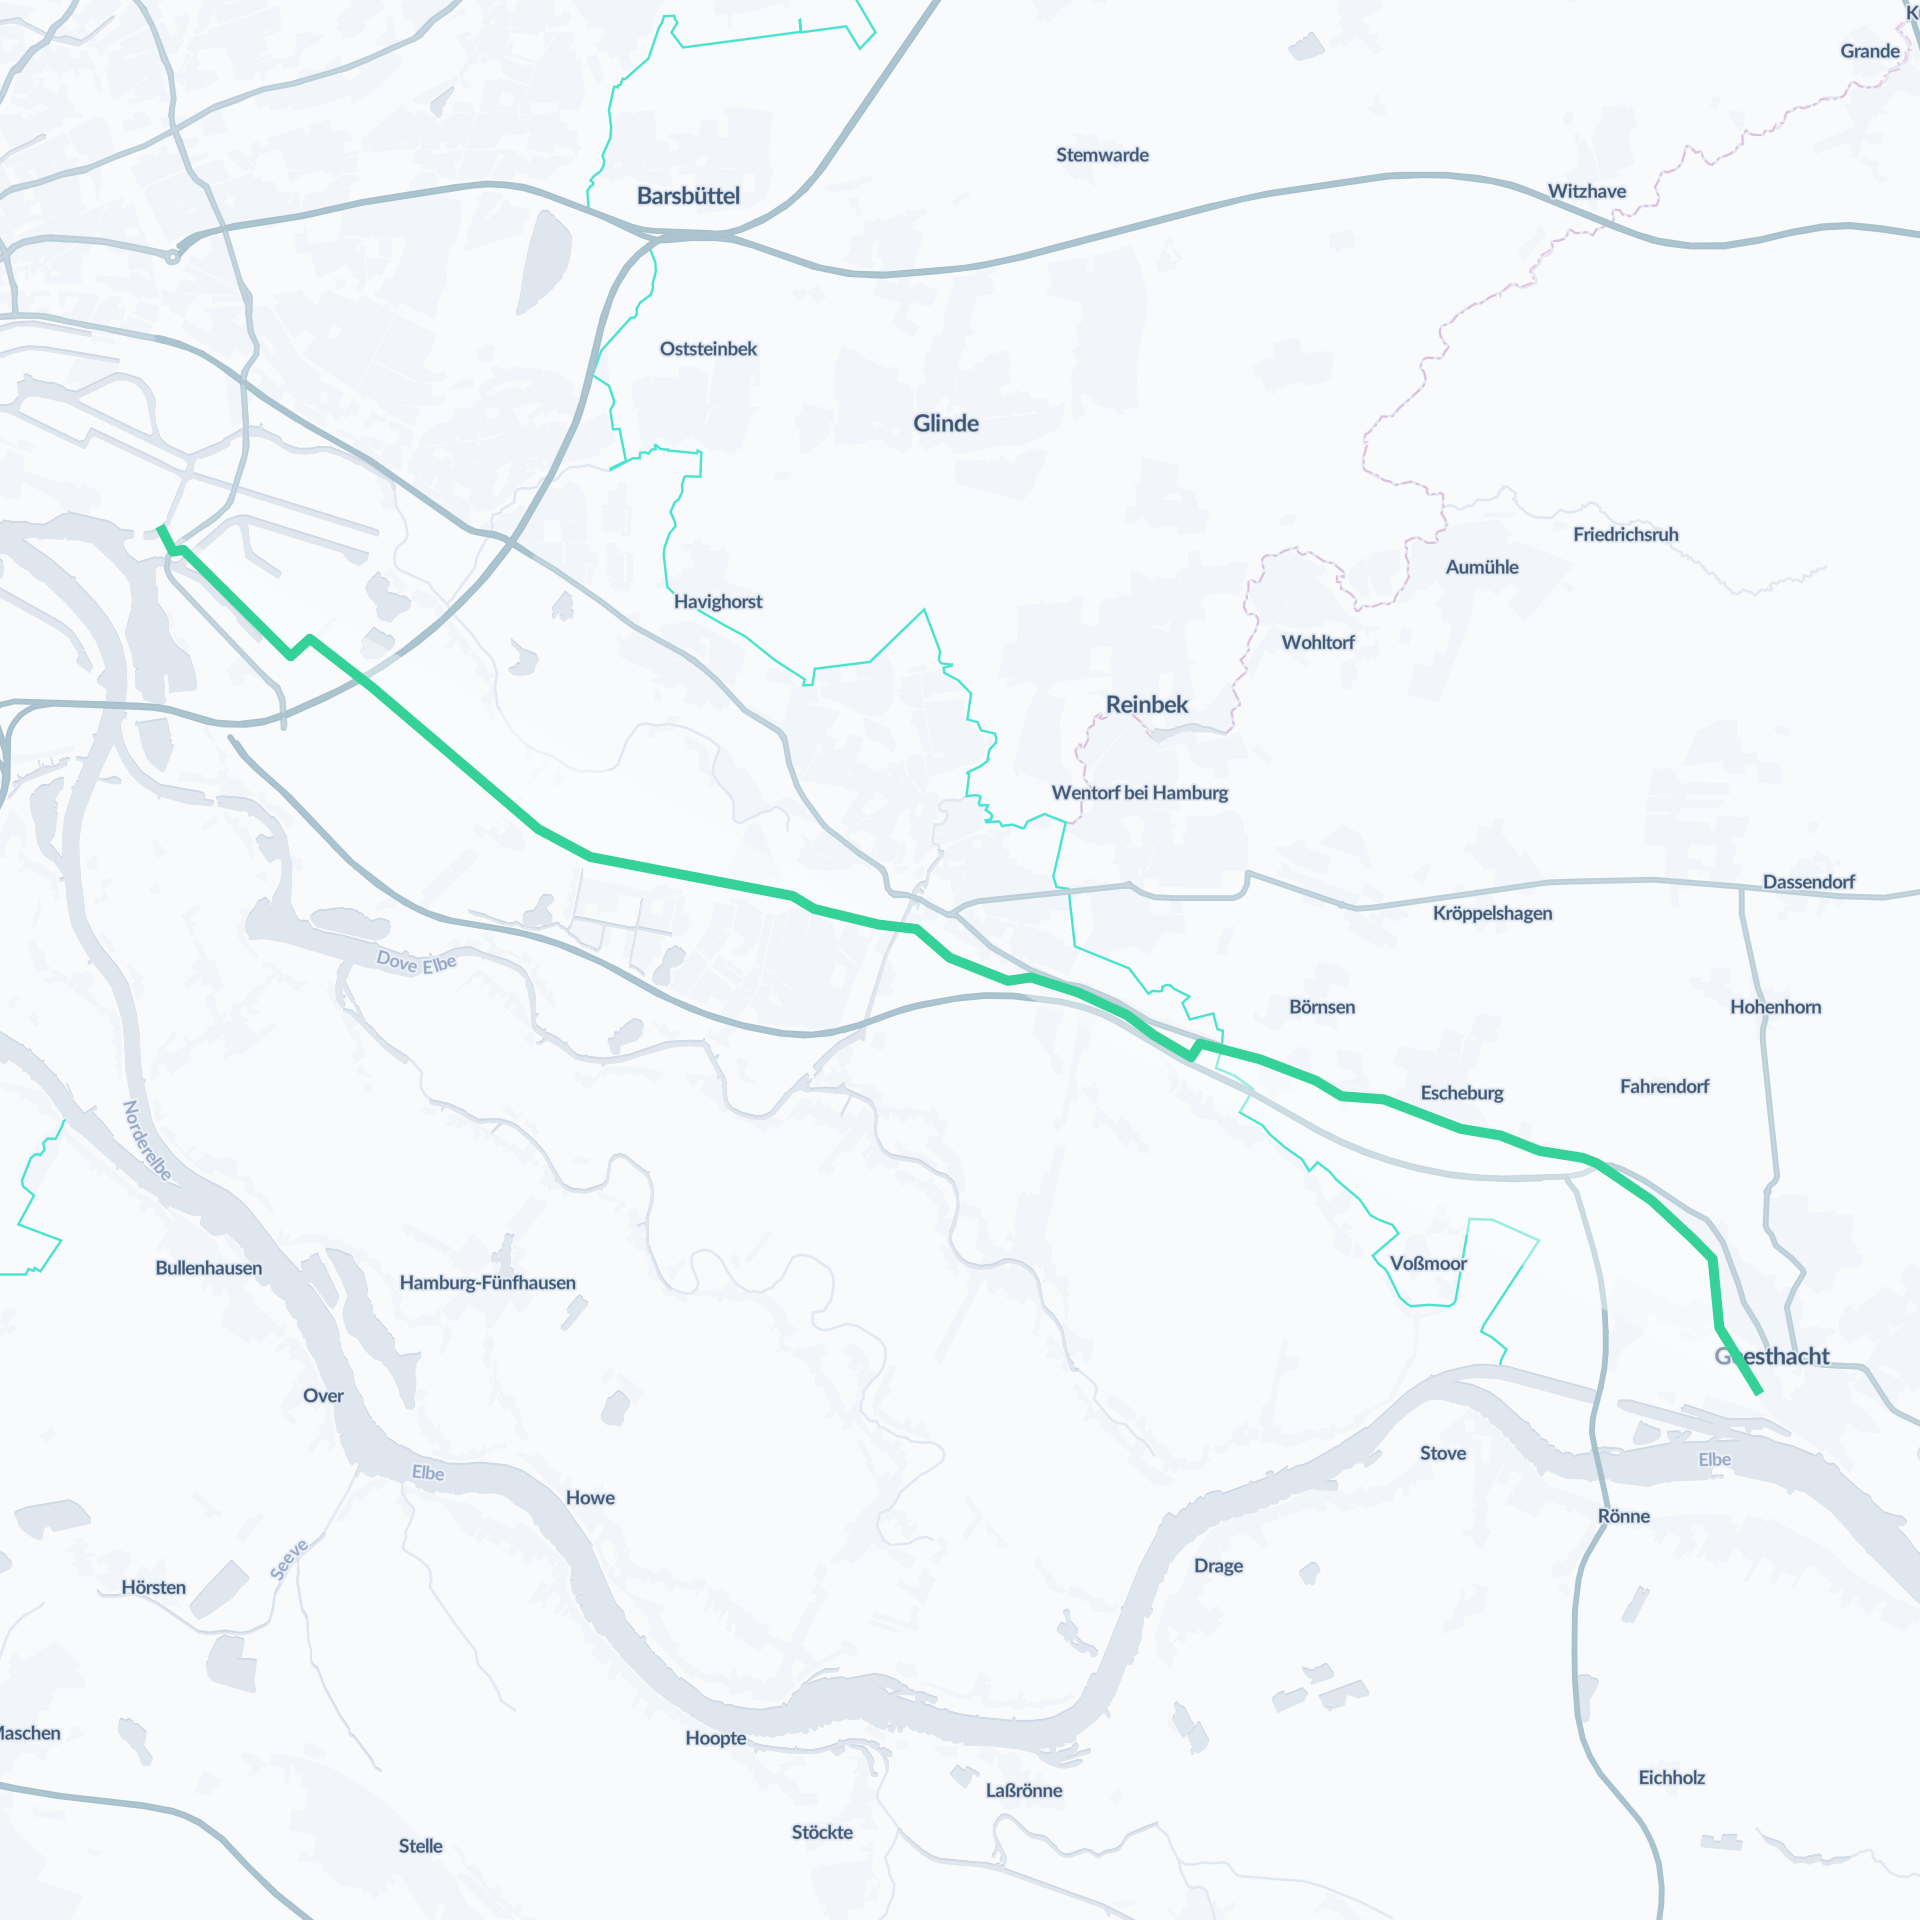 Grande
Stemwarde
Witzhave
Barsbüttel
Oststeinbek
Glinde
Friedrichsruh
Aumühle
Havighorst
Wohltorf
Reinbek
Wentorf bei Hamburg
Dassendorf
Kröppelshagen
Dove Elbe
Börnsen
Hohenhorn
Fahrendorf
Escheburg
Norderelbe
Bullenhausen
Voßmoor
Hamburg-Fünfhausen
Geesthacht
Over
Stove
Elbe
Elbe
Howe
Rönne
Seeve
Drage
Hörsten
Maschen
Hoopte
Eichholz
Laßrönne
Stöckte
Stelle